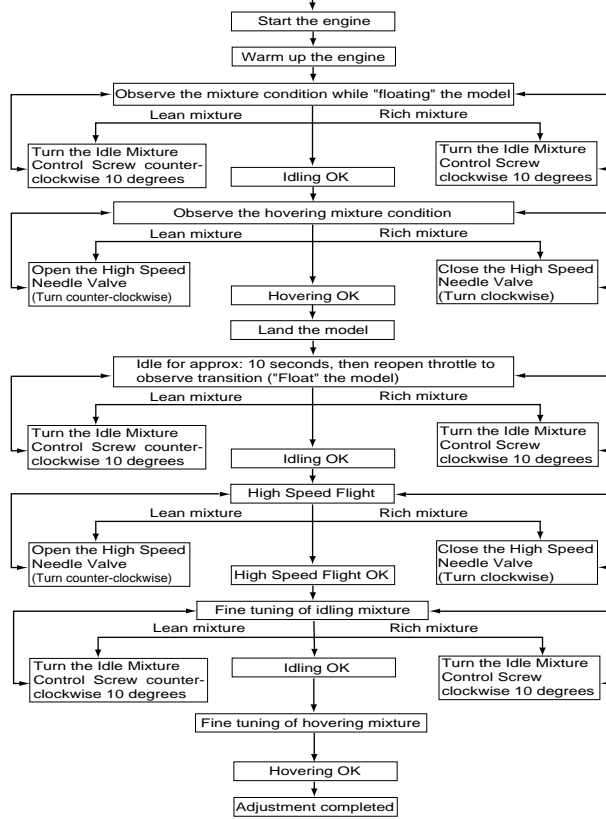 Start the engine
Warm up the engine
Observe the mixture condition while "floating" the model
Lean mixture
Rich mixture
Turn the Idle Mixture
Control Screw counter-
clockwise 10 degrees
Turn the Idle Mixture
Control Screw
clockwise 10 degrees
Idling OK
Observe the hovering mixture condition
Lean mixture
Rich mixture
Open the High Speed
Needle Valve
(Turn counter-clockwise)
Close the High Speed
Needle Valve
(Turn clockwise)
Hovering OK
Land the model
Idle for approx: 10 seconds, then reopen throttle to
observe transition ("Float" the model)
Lean mixture
Rich mixture
Turn the Idle Mixture
Control Screw counter-
clockwise 10 degrees
Turn the Idle Mixture
Control Screw
clockwise 10 degrees
Idling OK
High Speed Flight
Lean mixture
Rich mixture
Open the High Speed
Needle Valve
(Turn counter-clockwise)
Close the High Speed
Needle Valve
(Turn clockwise)
High Speed Flight OK
Fine tuning of idling mixture
Lean mixture
Rich mixture
Turn the Idle Mixture
Control Screw counter-
clockwise 10 degrees
Turn the Idle Mixture
Control Screw
clockwise 10 degrees
Idling OK
Fine tuning of hovering mixture
Hovering OK
Adjustment completed